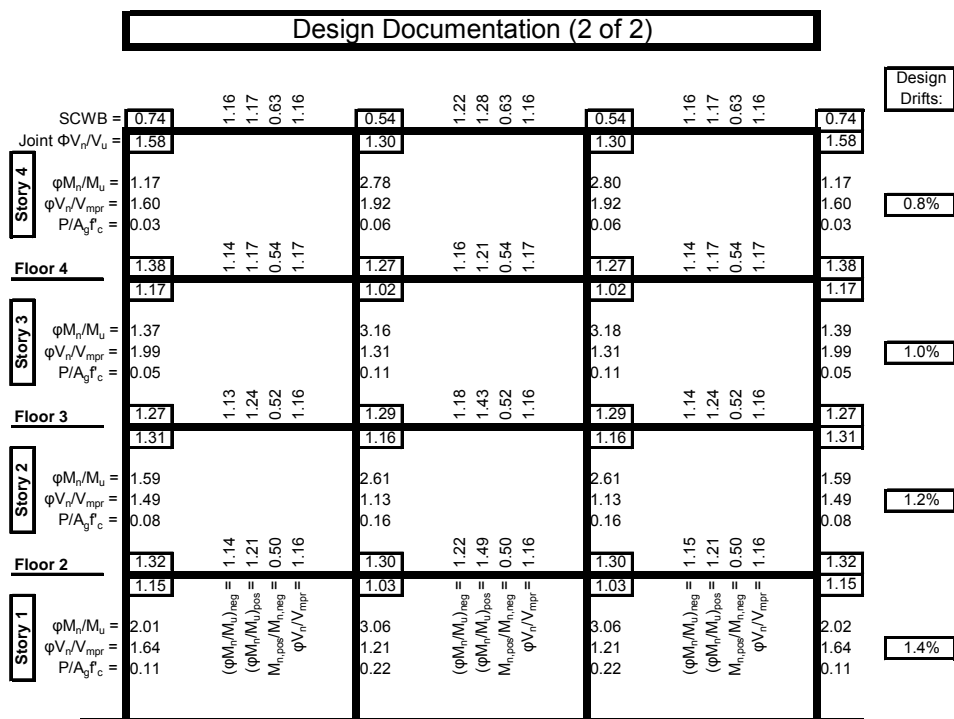 Design Documentation (2 of 2)
Design
Drifts:
1.16 1.17 0.63 1.16 1.22 1.28 0.63 1.16 1.16 1.17 0.63 1.16
SCWB = 0.74 0.54 0.54 0.74
Joint ΦVn/Vu = 1.58 1.30 1.30 1.58
Story 4
φMn/Mu = 1.17 2.78 2.80 1.17
φVn/Vmpr = 1.60 1.92 1.92 1.60 0.8%
P/Agf'c = 0.03 0.06 0.06 0.03
1.14 1.17 0.54 1.17 1.16 1.21 0.54 1.17 1.14 1.17 0.54 1.17
Floor 4 1.38 1.27 1.27 1.38
1.17 1.02 1.02 1.17
Story 3
φMn/Mu = 1.37 3.16 3.18 1.39
φVn/Vmpr = 1.99 1.31 1.31 1.99 1.0%
P/Agf'c = 0.05 0.11 0.11 0.05
1.13 1.24 0.52 1.16 1.18 1.43 0.52 1.16 1.14 1.24 0.52 1.16
Floor 3 1.27 1.29 1.29 1.27
1.31 1.16 1.16 1.31
Story 2
φMn/Mu = 1.59 2.61 2.61 1.59
φVn/Vmpr = 1.49 1.13 1.13 1.49 1.2%
P/Agf'c = 0.08 0.16 0.16 0.08
Floor 2 1.32 1.30 1.30 1.32
1.15 1.03 1.03 1.15
(φMn/Mu)neg = 1.14
(φMn/Mu)pos = 1.21
Mn,pos/Mn,neg = 0.50
φVn/Vmpr = 1.16
(φMn/Mu)neg = 1.22
(φMn/Mu)pos = 1.49
Mn,pos/Mn,neg = 0.50
φVn/Vmpr = 1.16
(φMn/Mu)neg = 1.15
(φMn/Mu)pos = 1.21
Mn,pos/Mn,neg = 0.50
φVn/Vmpr = 1.16
Story 1
φMn/Mu = 2.01 3.06 3.06 2.02
φVn/Vmpr = 1.64 1.21 1.21 1.64 1.4%
P/Agf'c = 0.11 0.22 0.22 0.11